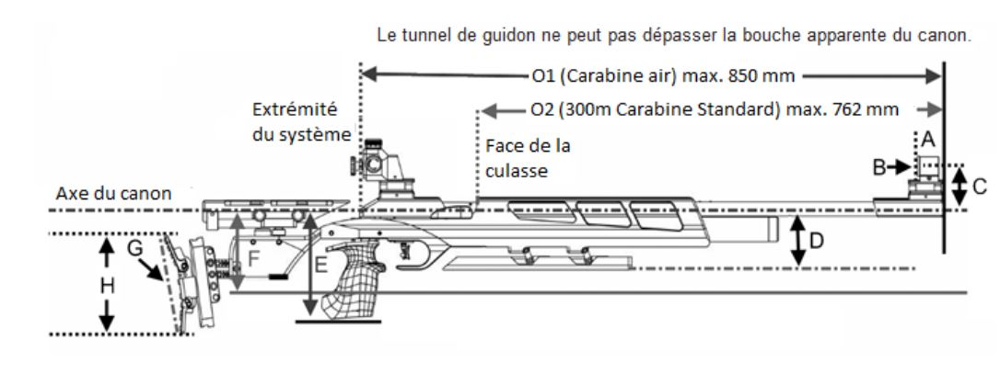 Le tunnel de guidon ne peut pas dépasser la bouche apparente du canon.
O1 (Carabine air) max. 850 mm
Extrémité
du système
O2 (300m Carabine Standard) max. 762 mm
Face de la
culasse
A
B
C
Axe du canon
D
G
F
E
H